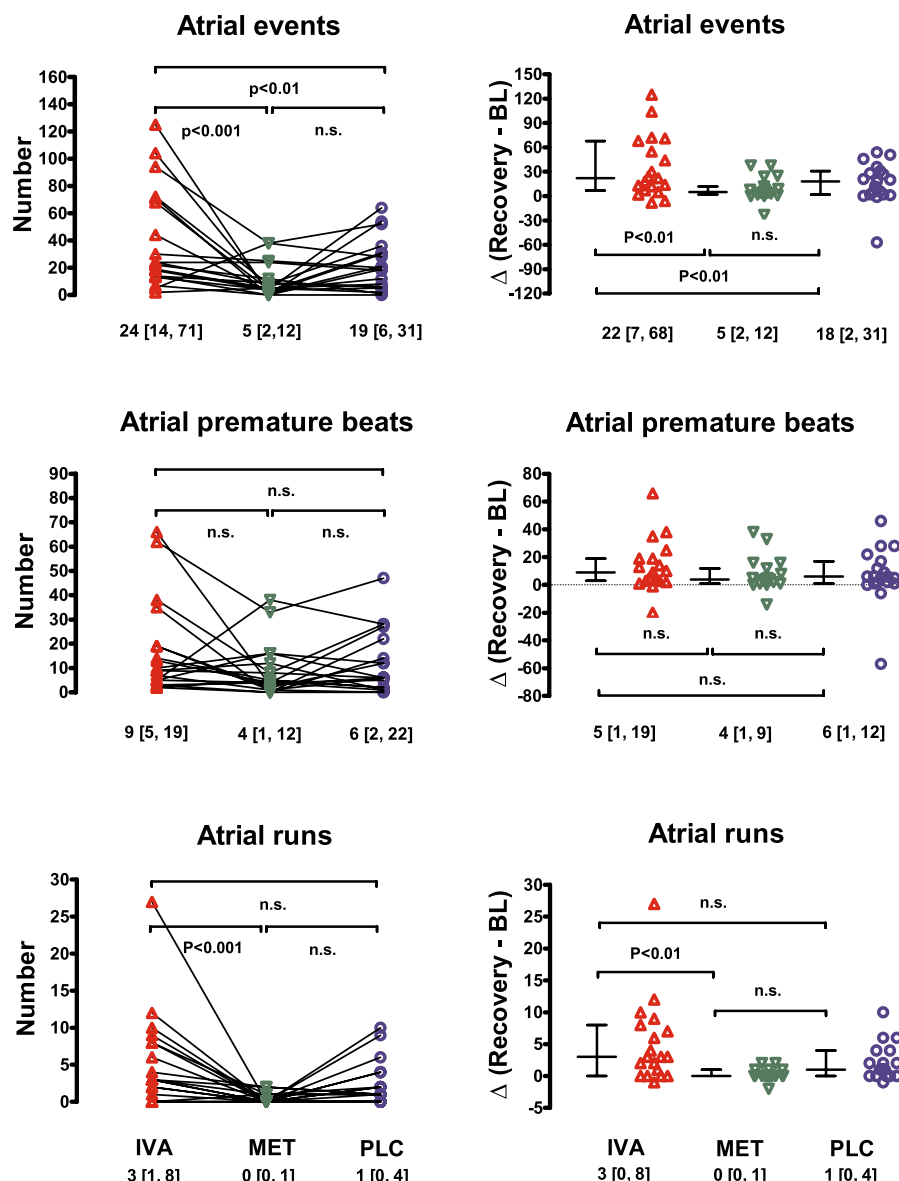 Atrial events
Number
160
140
120
100
80
60
40
20
0
p<0.01
p<0.001
n.s.
24 [14, 71]
5 [2,12]
19 [6, 31]
Atrial events
Δ (Recovery - BL)
150
120
90
60
30
0
-30
-60
-90
-120
P<0.01
n.s.
P<0.01
22 [7, 68]
5 [2, 12]
18 [2, 31]
Atrial premature beats
Number
90
80
70
60
50
40
30
20
10
0
n.s.
n.s.
n.s.
9 [5, 19]
4 [1, 12]
6 [2, 22]
Atrial premature beats
Δ (Recovery - BL)
80
60
40
20
0
-20
-40
-60
-80
n.s.
n.s.
n.s.
5 [1, 19]
4 [1, 9]
6 [1, 12]
Atrial runs
Number
30
25
20
15
10
5
0
n.s.
P<0.001
n.s.
IVA
MET
PLC
3 [1, 8]
0 [0, 1]
1 [0, 4]
Atrial runs
Δ (Recovery - BL)
30
25
20
15
10
5
0
-5
n.s.
P<0.01
n.s.
IVA
MET
PLC
3 [0, 8]
0 [0, 1]
1 [0, 4]